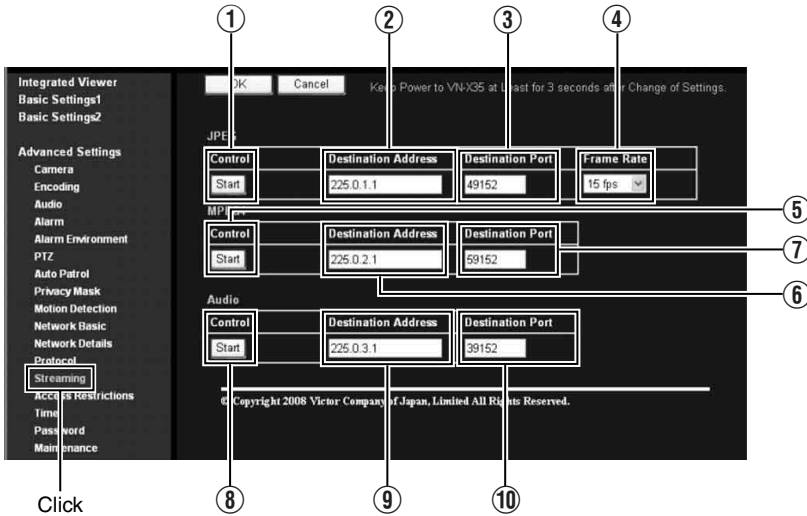 ① ② ③ ④
Integrated Viewer
Basic Settings1
Basic Settings2
Advanced Settings
Camera
Encoding
Audio
Alarm
Alarm Environment
PTZ
Auto Patrol
Privacy Mask
Motion Detection
Network Basic
Network Details
Protocol
Streaming
Access Restrictions
Time
Password
Maintenance
Click
OK Cancel Keep Power to VN-X35 at Least for 3 seconds after Change of Settings.
JPEG
Control Destination Address Destination Port Frame Rate
Start 225.0.1.1 49152 15 fps
⑤
MPEG4
Control Destination Address Destination Port
Start 225.0.2.1 59152
⑦
⑥
Audio
Control Destination Address Destination Port
Start 225.0.3.1 39152
© Copyright 2008 Victor Company of Japan, Limited All Rights Reserved.
⑧ ⑨ ⑩